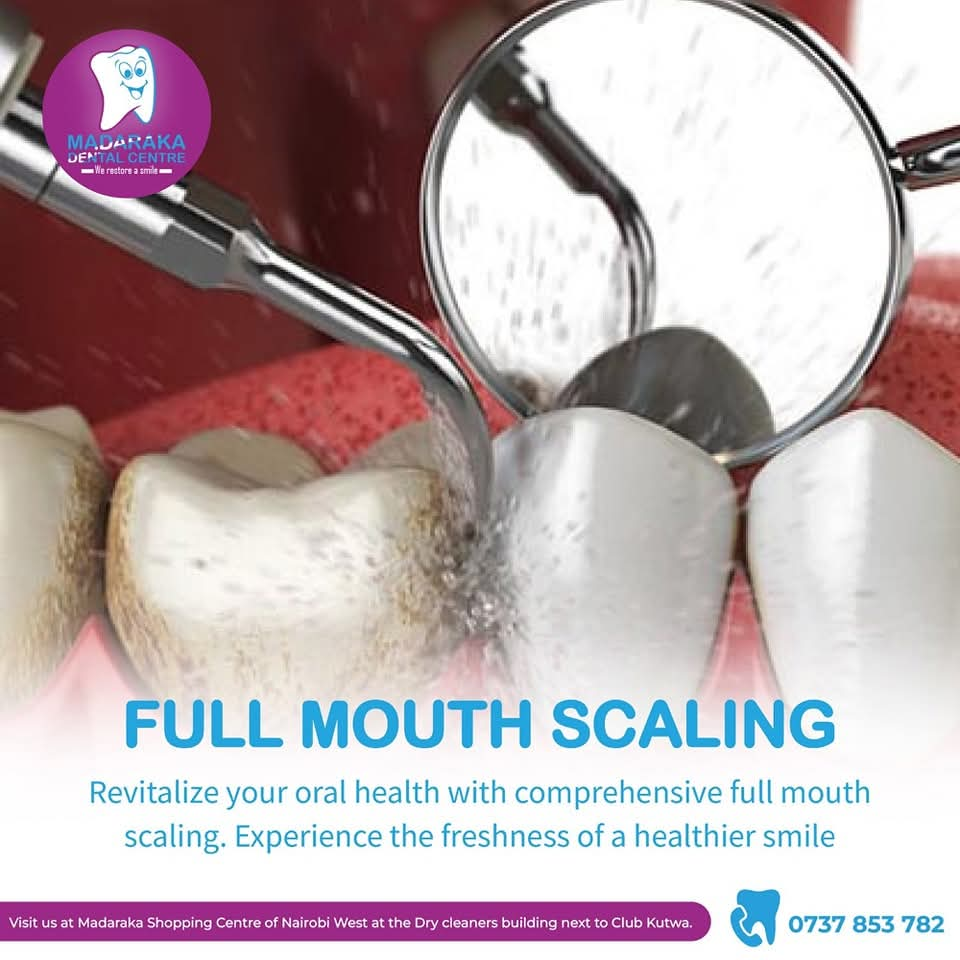 MADARAKA
DENTAL CENTRE
We restore a smile
FULL MOUTH SCALING
Revitalize your oral health with comprehensive full mouth
scaling. Experience the freshness of a healthier smile
Visit us at Madaraka Shopping Centre of Nairobi West at the Dry cleaners building next to Club Kutwa.
0737 853 782